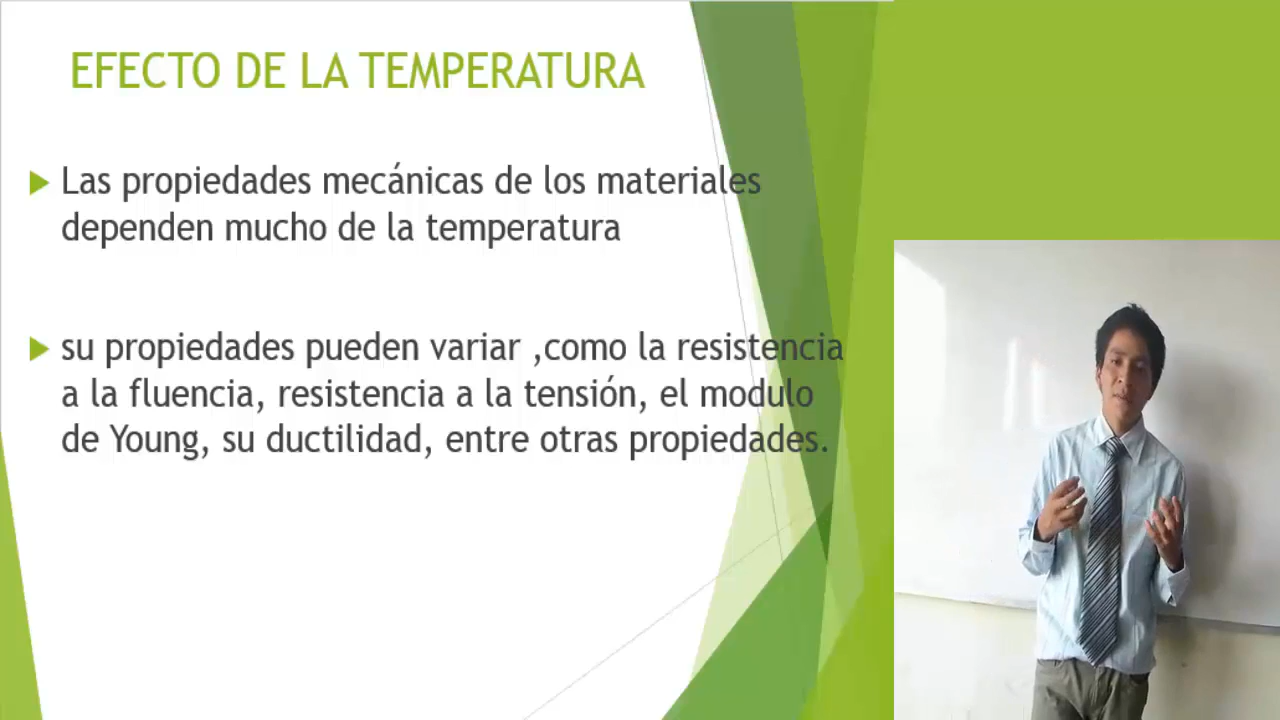 EFECTO DE LA TEMPERATURA
Las propiedades mecánicas de los materiales
dependen mucho de la temperatura
su propiedades pueden variar ,como la resistencia
a la fluencia, resistencia a la tensión, el modulo
de Young, su ductilidad, entre otras propiedades.